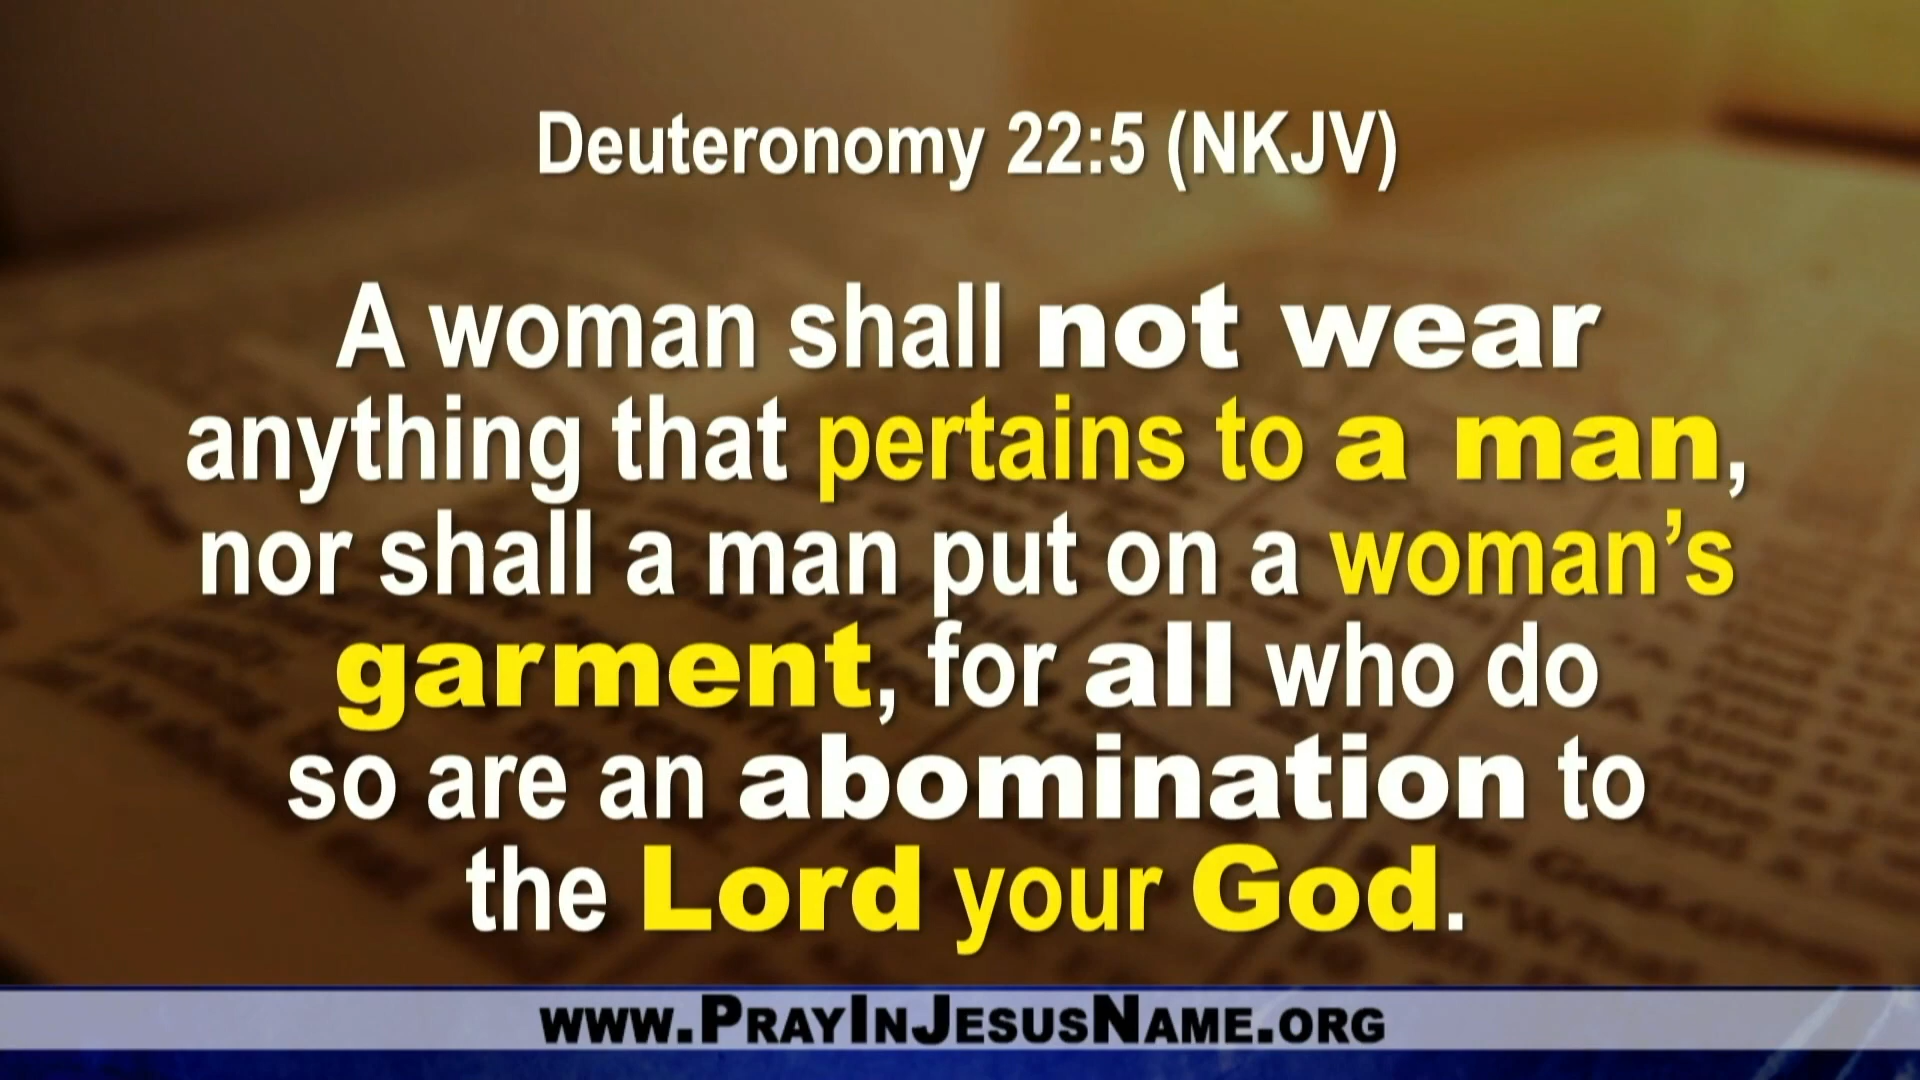 Deuteronomy 22:5 (NKJV)
A woman shall not wear
anything that pertains to a man,
nor shall a man put on a woman’s
garment, for all who do
so are an abomination to
the Lord your God.
www.PrayInJesusName.org